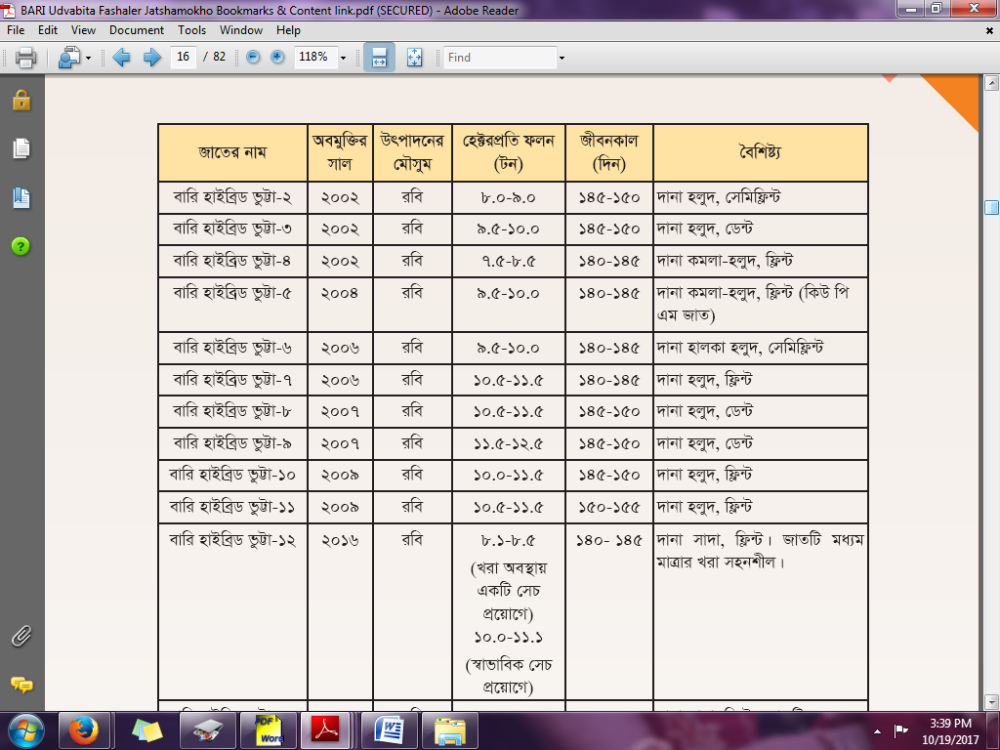 BARI Udvabita Fashaler Jatshamokho Bookmarks & Content link.pdf (SECURED) - Adobe Reader
File Edit View Document Tools Window Help
16 / 82 118% Find
জাতের নাম অবমুক্তির সাল উৎপাদনের মৌসুম হেক্টরপ্রতি ফলন (টন) জীবনকাল (দিন) বৈশিষ্ট্য
বারি হাইব্রিড ভুট্টা-২ ২০০২ রবি ৮.০-৯.০ ১৪৫-১৫০ দানা হলুদ, সেমিফ্লিন্ট
বারি হাইব্রিড ভুট্টা-৩ ২০০২ রবি ৯.৫-১০.০ ১৪৫-১৫০ দানা হলুদ, ডেন্ট
বারি হাইব্রিড ভুট্টা-৪ ২০০২ রবি ৭.৫-৮.৫ ১৪০-১৪৫ দানা কমলা-হলুদ, ফ্লিন্ট
বারি হাইব্রিড ভুট্টা-৫ ২০০৪ রবি ৯.৫-১০.০ ১৪০-১৪৫ দানা কমলা-হলুদ, ফ্লিন্ট (কিউ পি
এম জাত)
বারি হাইব্রিড ভুট্টা-৬ ২০০৬ রবি ৯.৫-১০.০ ১৪০-১৪৫ দানা হালকা হলুদ, সেমিফ্লিন্ট
বারি হাইব্রিড ভুট্টা-৭ ২০০৬ রবি ১০.৫-১১.৫ ১৪০-১৪৫ দানা হলুদ, ফ্লিন্ট
বারি হাইব্রিড ভুট্টা-৮ ২০০৭ রবি ১০.৫-১১.৫ ১৪৫-১৫০ দানা হলুদ, ডেন্ট
বারি হাইব্রিড ভুট্টা-৯ ২০০৭ রবি ১১.৫-১২.৫ ১৪৫-১৫০ দানা হলুদ, ডেন্ট
বারি হাইব্রিড ভুট্টা-১০ ২০০৯ রবি ১০.০-১১.৫ ১৪৫-১৫০ দানা হলুদ, ফ্লিন্ট
বারি হাইব্রিড ভুট্টা-১১ ২০০৯ রবি ১০.৫-১১.৫ ১৫০-১৫৫ দানা হলুদ, ফ্লিন্ট
বারি হাইব্রিড ভুট্টা-১২ ২০১৬ রবি ৮.১-৮.৫ ১৪০- ১৪৫ দানা সাদা, ফ্লিন্ট। জাতটি মধ্যম
(খরা অবস্থায় মাত্রার খরা সহনশীল।
একটি সেচ
প্রয়োগে)
১০.০-১১.১
(স্বাভাবিক সেচ
প্রয়োগে)
PDF Word
3:39 PM
10/19/2017